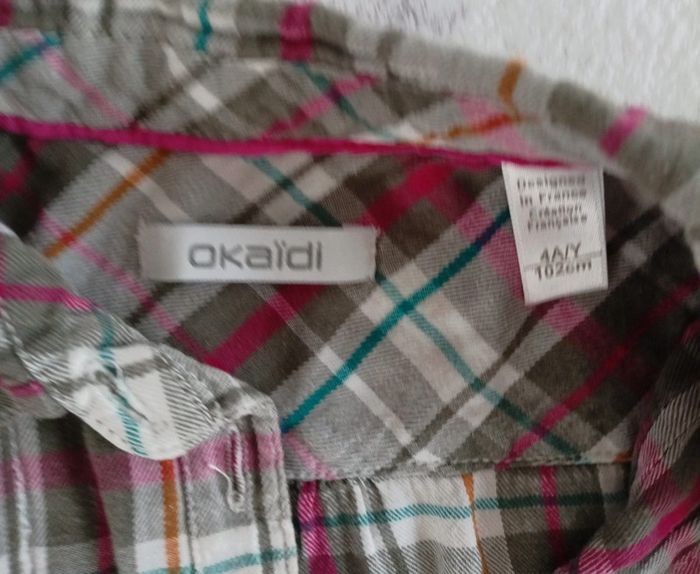 okaïdi
Designed
in France
Création
Française
4A/Y
102cm